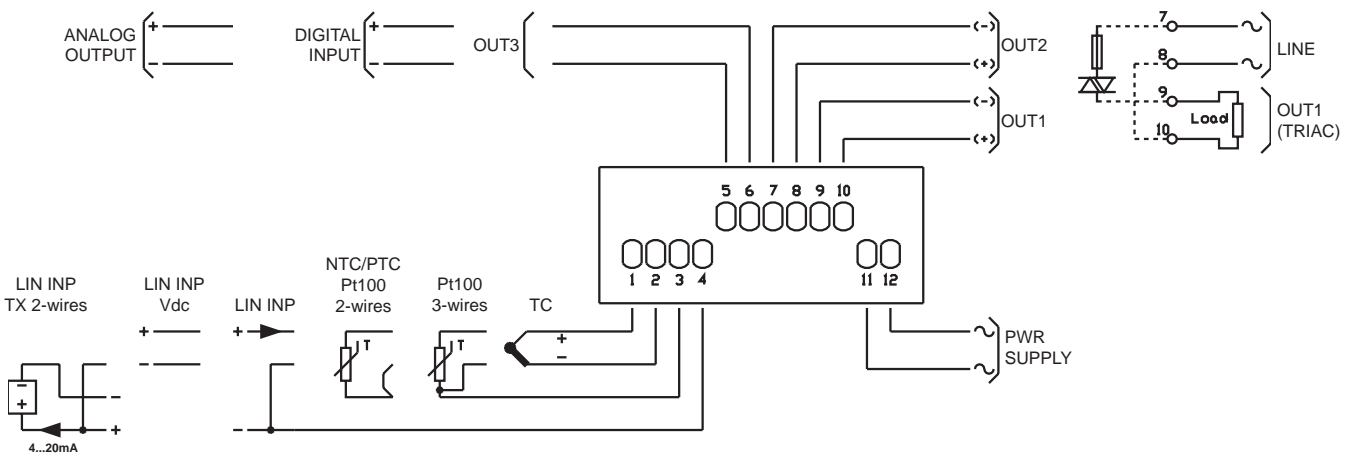 ANALOG
OUTPUT
+
-
DIGITAL
INPUT
+
-
OUT3
(-)
(+)
OUT2
(-)
(+)
OUT1
7
8
LINE
9
10
Load
OUT1
(TRIAC)
5 6 7 8 9 10
1 2 3 4
11 12
LIN INP
TX 2-wires
LIN INP
Vdc
LIN INP
NTC/PTC
Pt100
2-wires
Pt100
3-wires
TC
-
+
-
+
4...20mA
+
-
+
-
T
T
+
-
PWR
SUPPLY